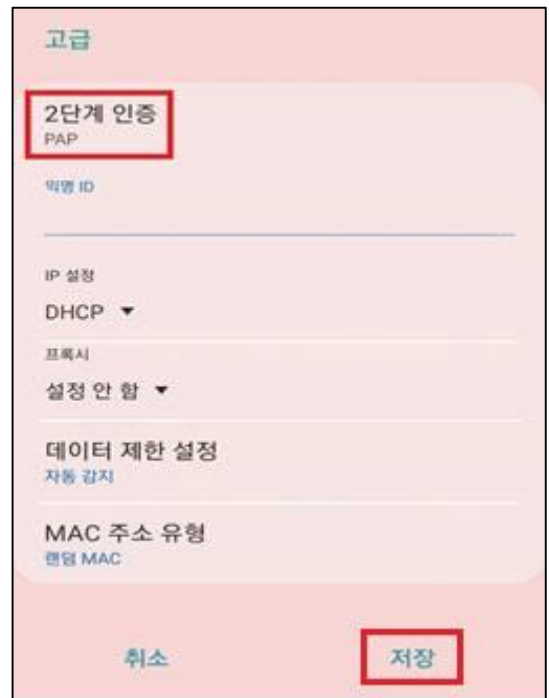 고급
2단계 인증
PAP
익명 ID
IP 설정
DHCP
프록시
설정 안 함
데이터 제한 설정
자동 감지
MAC 주소 유형
랜덤 MAC
취소 저장